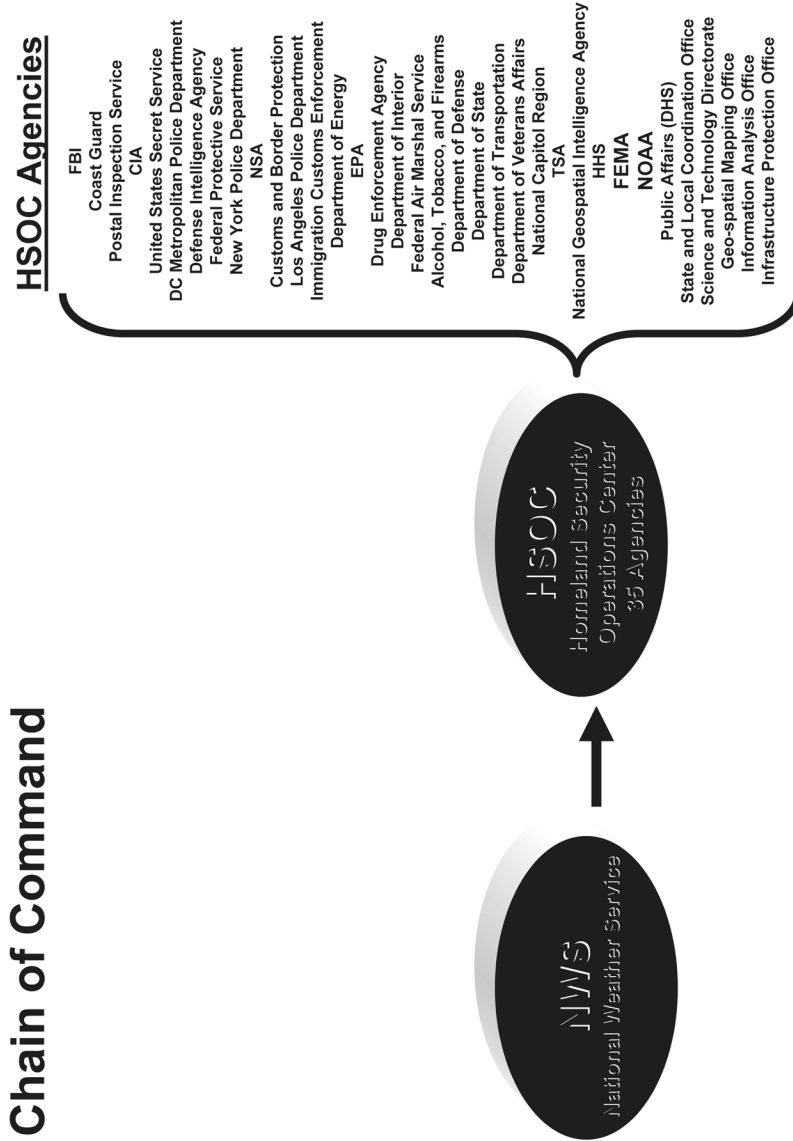 Chain of Command
NWS
National Weather Service
HSOC
Homeland Security
Operations Center
35 Agencies
HSOC Agencies
FBI
Coast Guard
Postal Inspection Service
CIA
United States Secret Service
DC Metropolitan Police Department
Defense Intelligence Agency
Federal Protective Service
New York Police Department
NSA
Customs and Border Protection
Los Angeles Police Department
Immigration Customs Enforcement
Department of Energy
EPA
Drug Enforcement Agency
Department of Interior
Federal Air Marshal Service
Alcohol, Tobacco, and Firearms
Department of Defense
Department of State
Department of Transportation
Department of Veterans Affairs
National Capitol Region
TSA
National Geospatial Intelligence Agency
HHS
FEMA
NOAA
Public Affairs (DHS)
State and Local Coordination Office
Science and Technology Directorate
Geo-spatial Mapping Office
Information Analysis Office
Infrastructure Protection Office